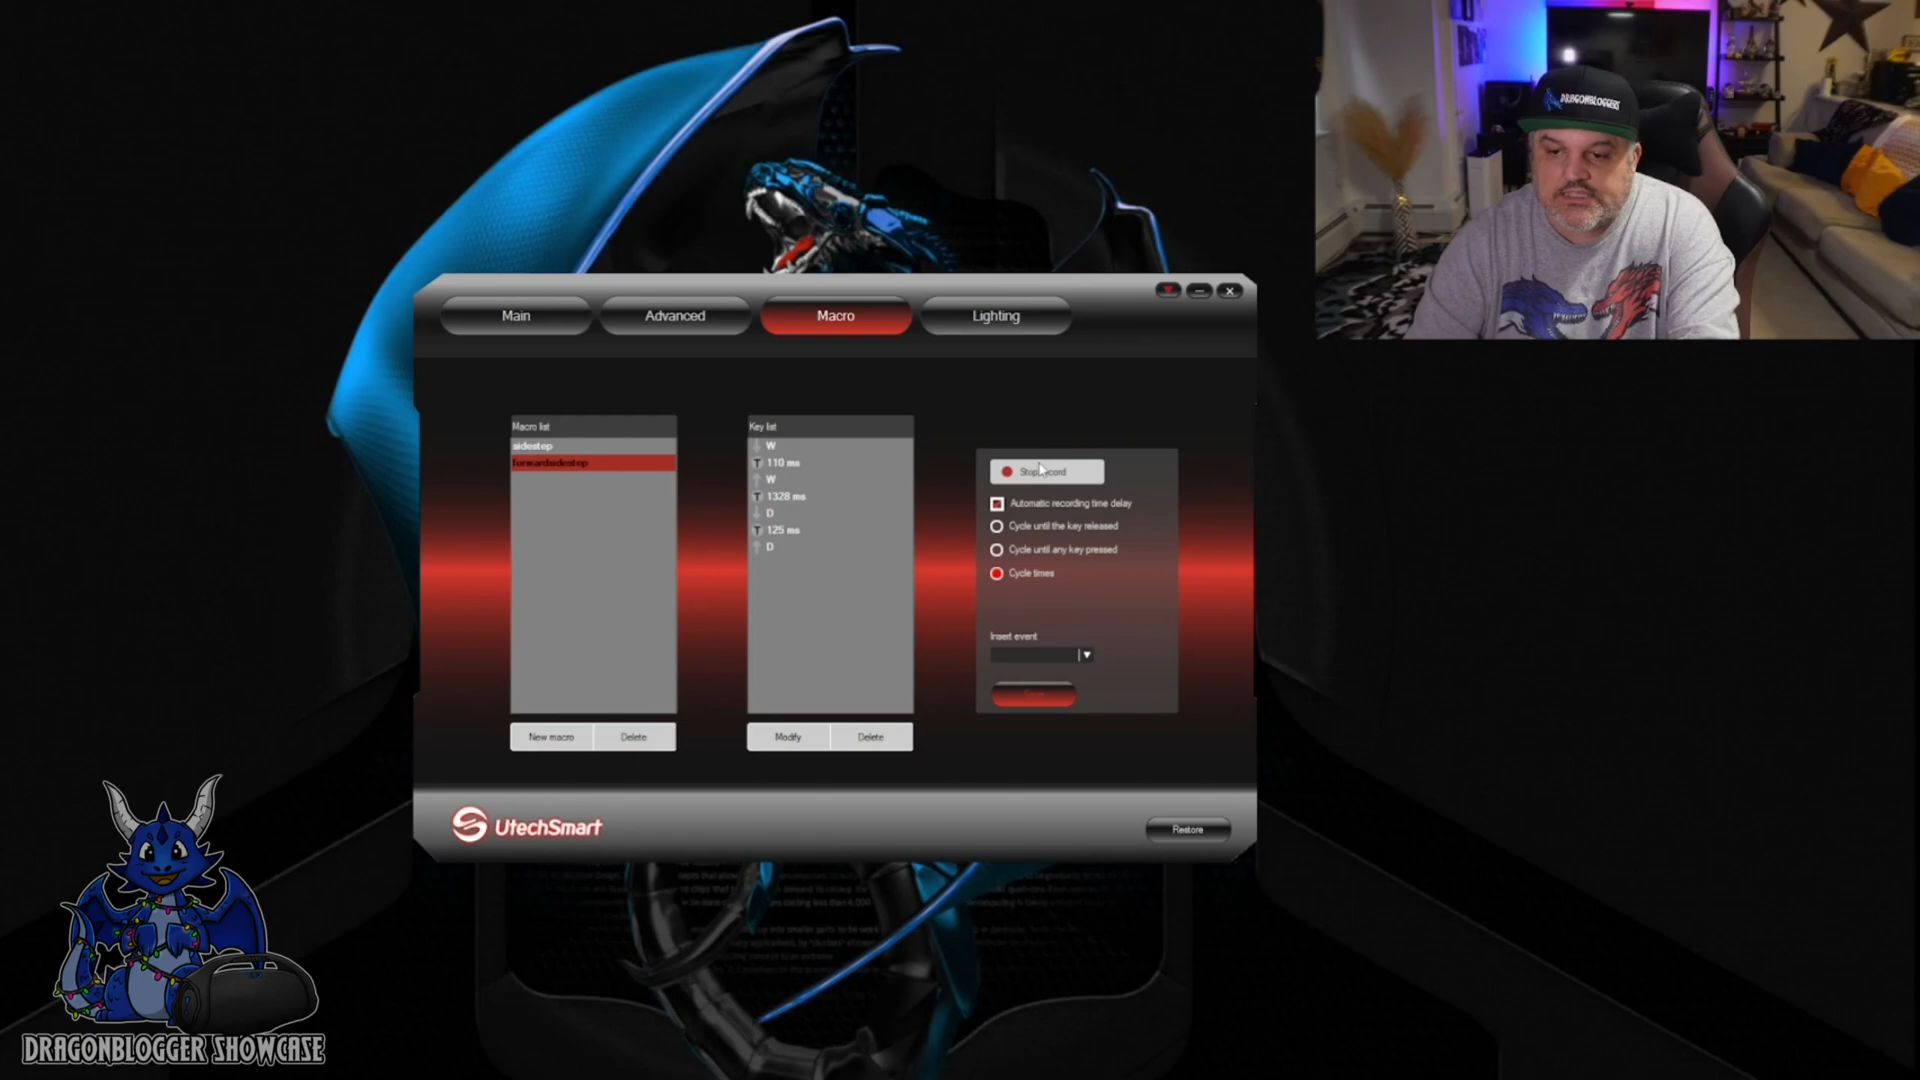 DRAGONBLOGGERS
Main
Advanced
Macro
Lighting
Macro list
sidestep
forwardsidestep
Key list
W
110 ms
W
1328 ms
D
125 ms
D
Automatic recording time delay
Cycle until the key released
Cycle until any key pressed
Cycle times
Insert event
New macro
Delete
Modify
Delete
UtechSmart
Restore
DRAGONBLOGGER SHOWCASE